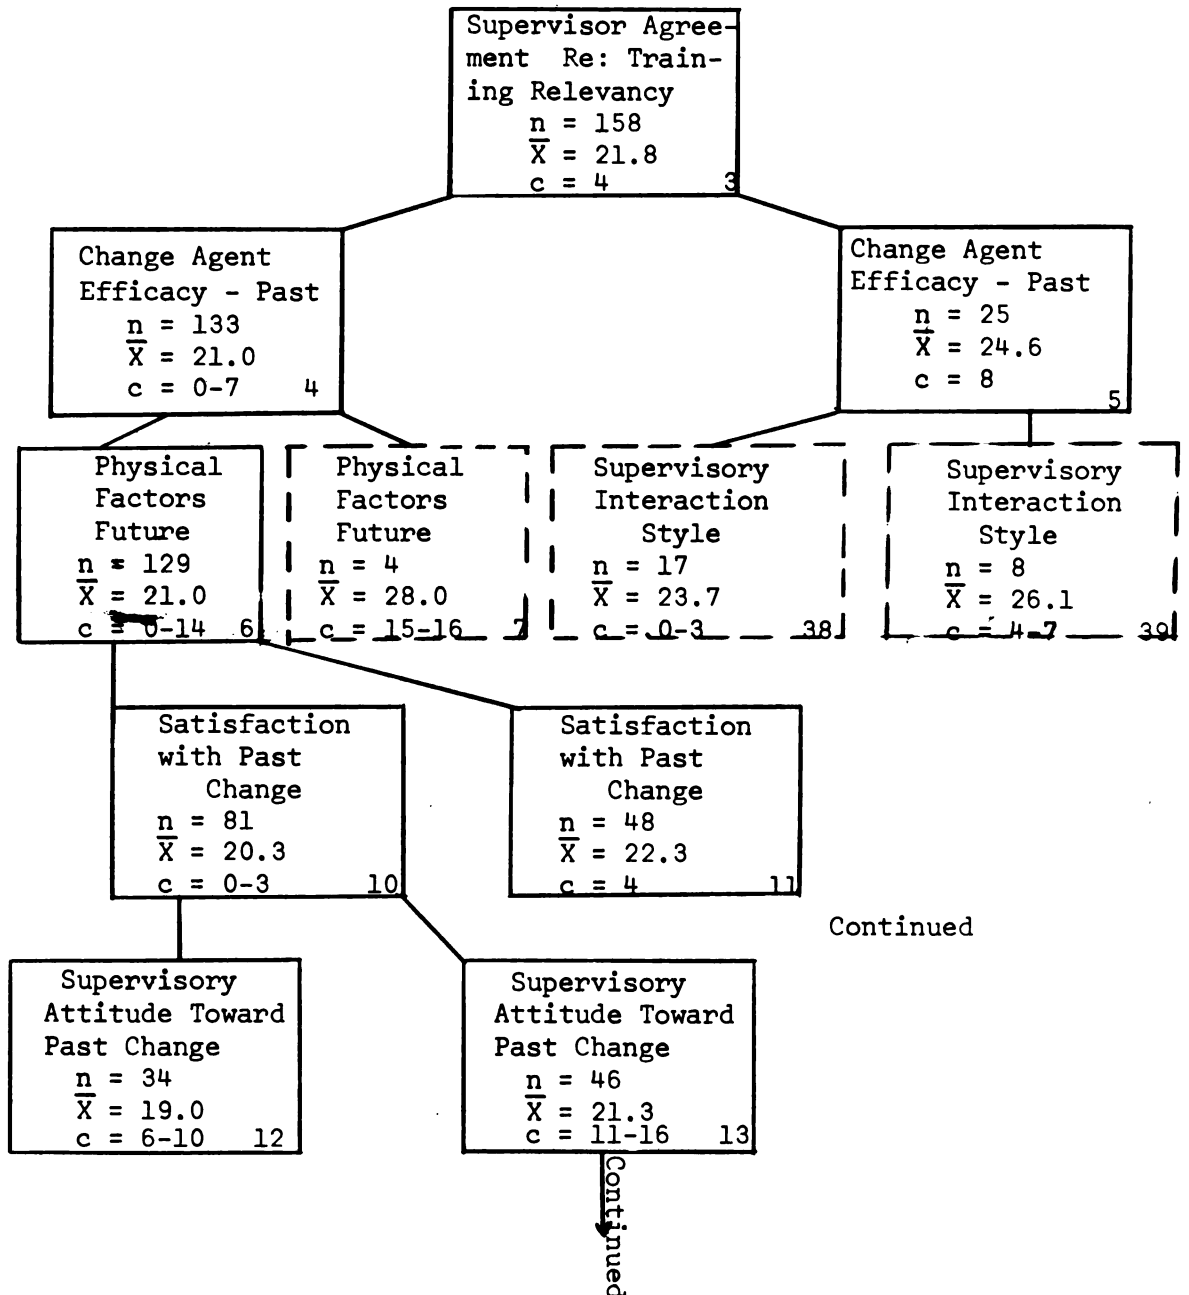 Supervisor Agree-
ment Re: Train-
ing Relevancy
n = 158
X̅ = 21.8
c = 4 3
Change Agent
Efficacy - Past
n = 133
X̅ = 21.0
c = 0-7 4
Change Agent
Efficacy - Past
n = 25
X̅ = 24.6
c = 8
5
Physical
Factors
Future
n = 129
X̅ = 21.0
c = 0-14 6
Physical
Factors
Future
n = 4
X̅ = 28.0
c = 15-16 7
Supervisory
Interaction
Style
n = 17
X̅ = 23.7
c = 0-3 38
Supervisory
Interaction
Style
n = 8
X̅ = 26.1
c = 4-7 39
Satisfaction
with Past
Change
n = 81
X̅ = 20.3
c = 0-3 10
Satisfaction
with Past
Change
n = 48
X̅ = 22.3
c = 4 11
Continued
Supervisory
Attitude Toward
Past Change
n = 34
X̅ = 19.0
c = 6-10 12
Supervisory
Attitude Toward
Past Change
n = 46
X̅ = 21.3
c = 11-16 13
Continued